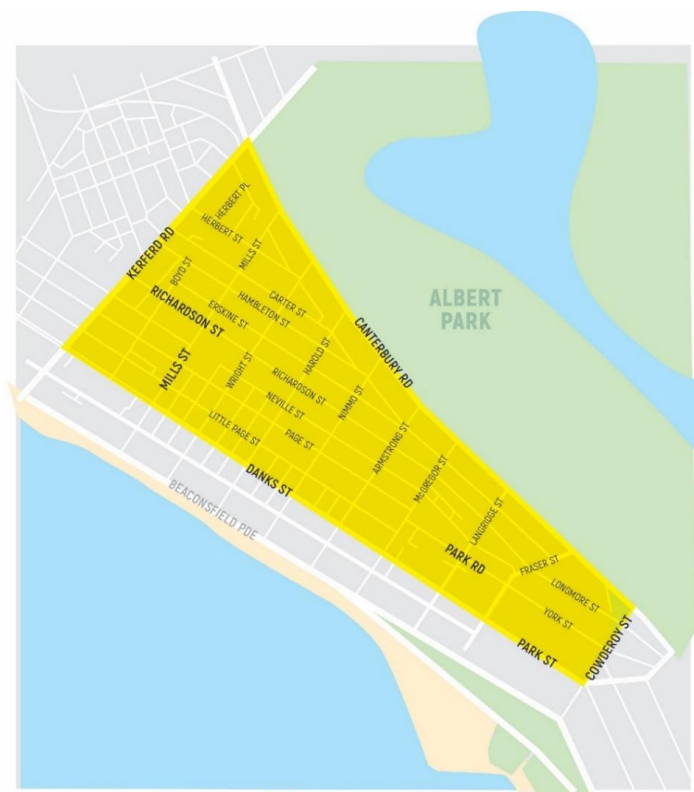 HERBERT PL
HERBERT ST
KERFERD RD
MILLS ST
BOYD ST
ALBERT
PARK
CARTER ST
HAMBLETON ST
RICHARDSON ST
ERSKINE ST
CANTERBURY RD
HAROLD ST
MILLS ST
WRIGHT ST
RICHARDSON ST
NIMMO ST
NEVILLE ST
LITTLE PAGE ST
PAGE ST
ARMSTRONG ST
McGREGOR ST
DANKS ST
BEACONSFIELD PDE
LANGRIDGE ST
PARK RD
FRASER ST
LONGMORE ST
YORK ST
COWDEROY ST
PARK ST